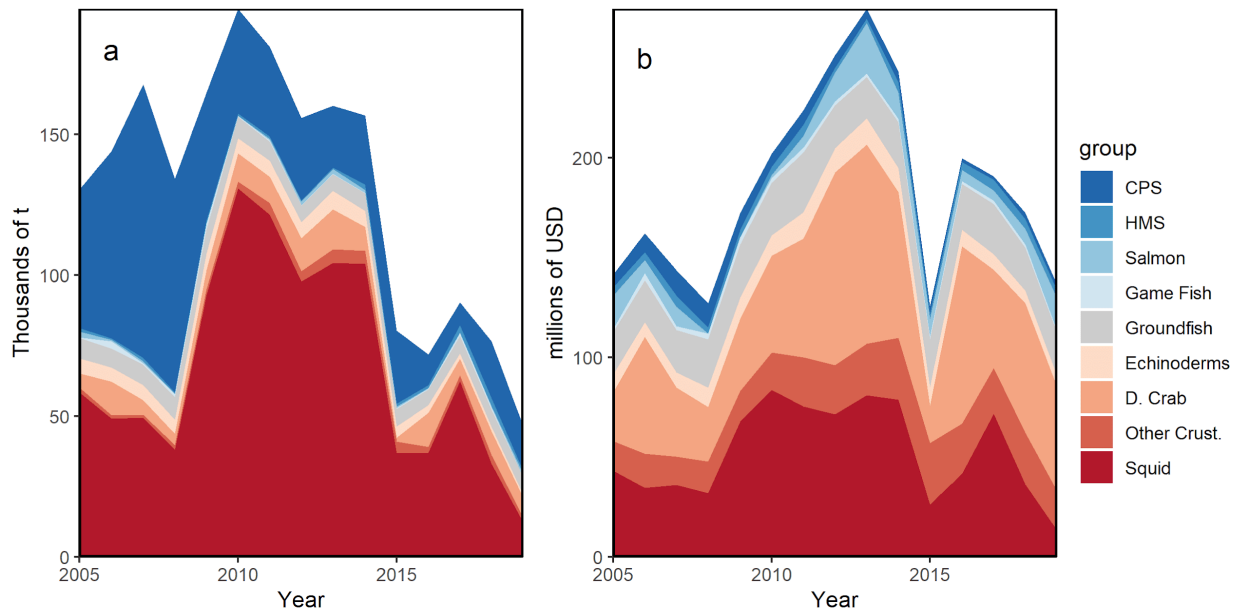 a
Thousands of t
150
100
50
0
2005
2010
2015
Year
b
millions of USD
200
100
0
2005
2010
2015
Year
group
CPS
HMS
Salmon
Game Fish
Groundfish
Echinoderms
D. Crab
Other Crust.
Squid